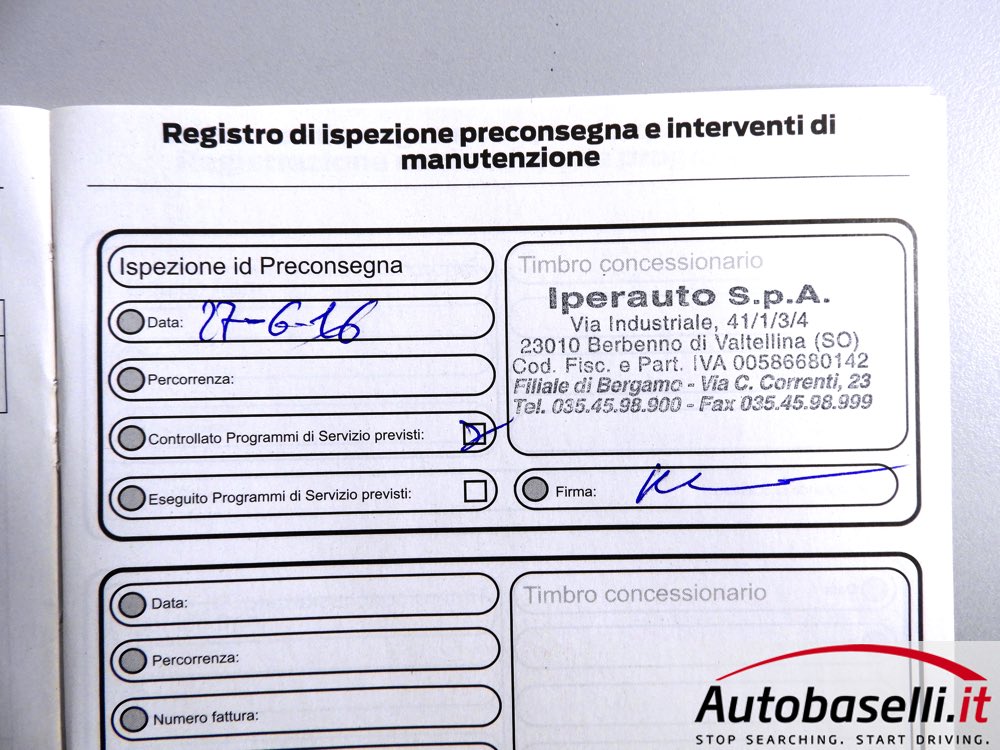 Registro di ispezione preconsegna e interventi di
manutenzione
Ispezione id Preconsegna
Data: 27-6-16
Percorrenza:
Controllato Programmi di Servizio previsti:
Eseguito Programmi di Servizio previsti:
Timbro concessionario
Iperauto S.p.A.
Via Industriale, 41/1/3/4
23010 Berbenno di Valtellina (SO)
Cod. Fisc. e Part. IVA 00586680142
Filiale di Bergamo - Via C. Correnti, 23
Tel. 035.45.98.900 - Fax 035.45.98.999
Firma:
Data:
Percorrenza:
Numero fattura:
Timbro concessionario
Autobaselli.it
STOP SEARCHING. START DRIVING.